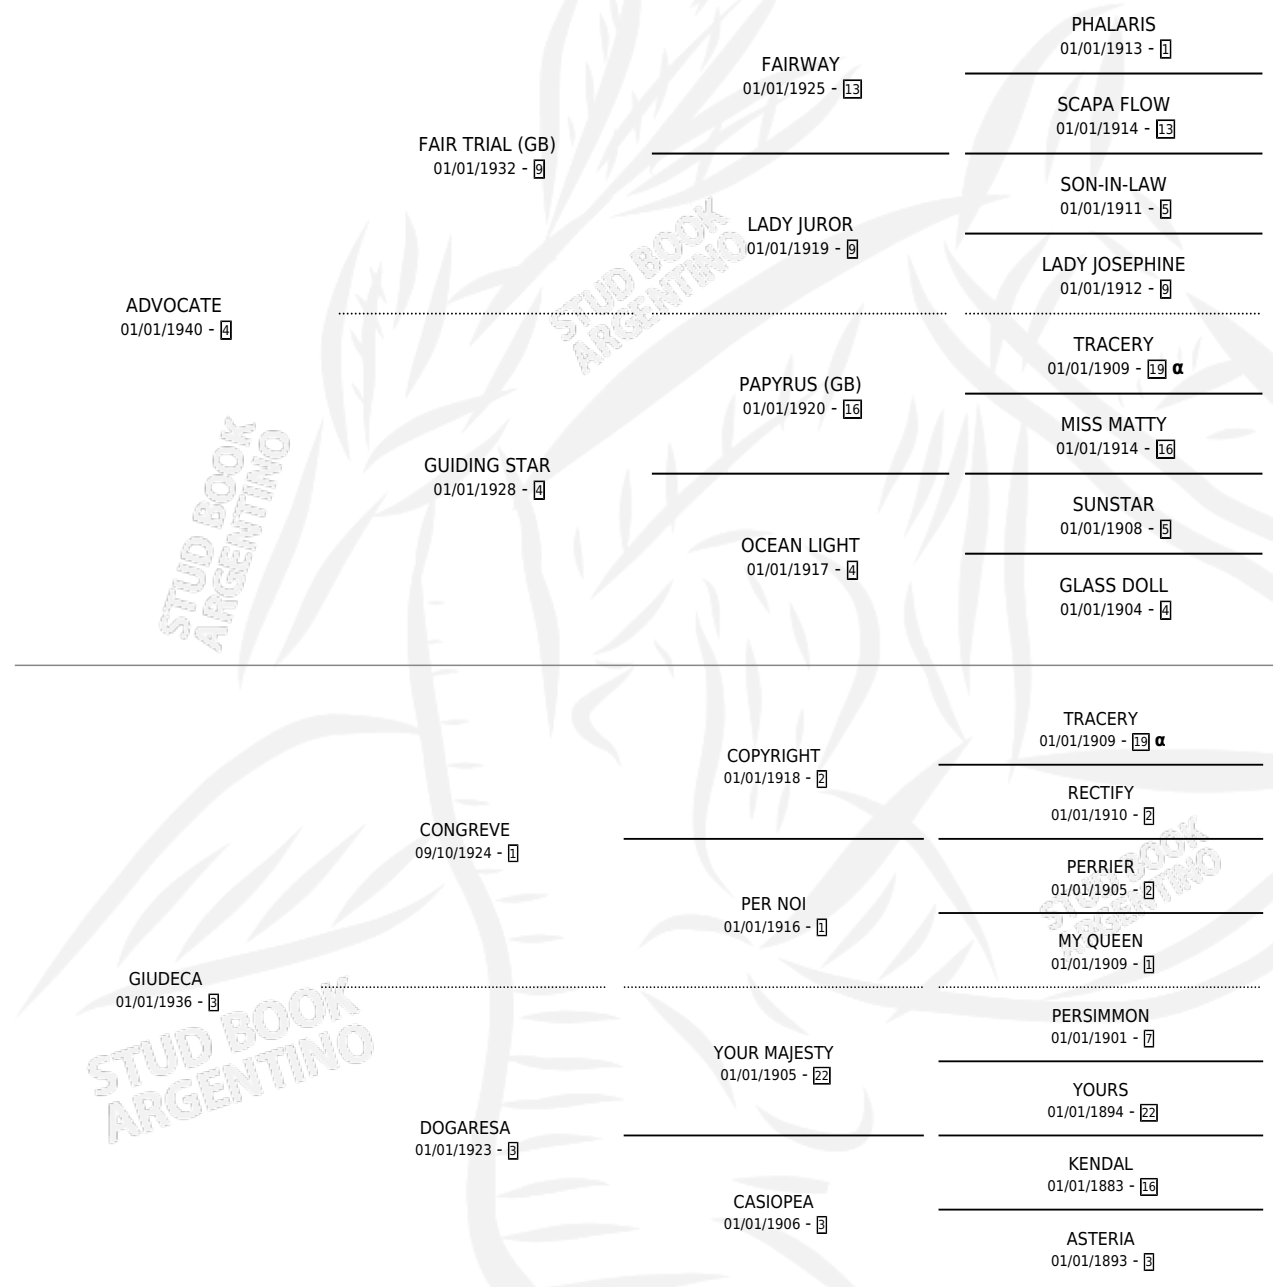 PHALARIS
01/01/1913 - 1
FAIRWAY
01/01/1925 - 13
SCAPA FLOW
01/01/1914 - 13
FAIR TRIAL (GB)
01/01/1932 - 9
SON-IN-LAW
01/01/1911 - 5
LADY JUROR
01/01/1919 - 9
LADY JOSEPHINE
01/01/1912 - 9
ADVOCATE
01/01/1940 - 4
TRACERY
01/01/1909 - 19 α
PAPYRUS (GB)
01/01/1920 - 16
MISS MATTY
01/01/1914 - 16
GUIDING STAR
01/01/1928 - 4
SUNSTAR
01/01/1908 - 5
OCEAN LIGHT
01/01/1917 - 4
GLASS DOLL
01/01/1904 - 4
TRACERY
01/01/1909 - 19 α
COPYRIGHT
01/01/1918 - 2
RECTIFY
01/01/1910 - 2
CONGREVE
09/10/1924 - 1
PERRIER
01/01/1905 - 2
PER NOI
01/01/1916 - 1
MY QUEEN
01/01/1909 - 1
GIUDECA
01/01/1936 - 3
PERSIMMON
01/01/1901 - 7
YOUR MAJESTY
01/01/1905 - 22
YOURS
01/01/1894 - 22
DOGARESA
01/01/1923 - 3
KENDAL
01/01/1883 - 16
CASIOPEA
01/01/1906 - 3
ASTERIA
01/01/1893 - 3
STUD BOOK
ARGENTINO
STUD BOOK
ARGENTINO
STUD BOOK
ARGENTINO
STUD BOOK
ARGENTINO